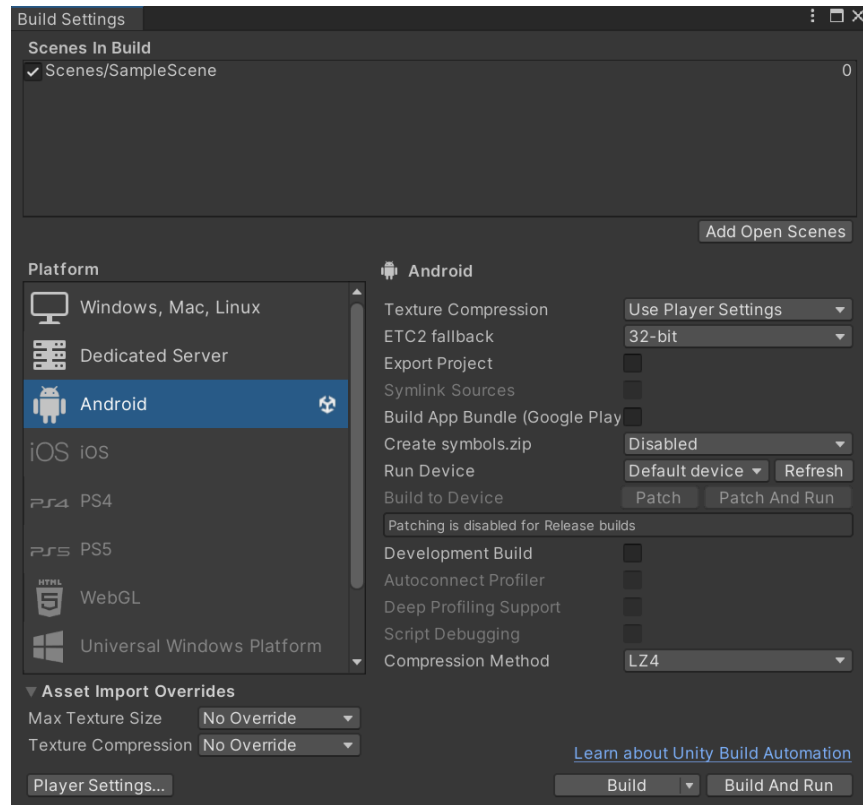 Build Settings
Scenes In Build
Scenes/SampleScene 0
Add Open Scenes
Platform
Windows, Mac, Linux
Dedicated Server
Android
iOS iOS
PS4 PS4
PS5 PS5
HTML
5 WebGL
Universal Windows Platform
Android
Texture Compression Use Player Settings
ETC2 fallback 32-bit
Export Project
Symlink Sources
Build App Bundle (Google Play
Create symbols.zip Disabled
Run Device Default device Refresh
Build to Device Patch Patch And Run
Patching is disabled for Release builds
Development Build
Autoconnect Profiler
Deep Profiling Support
Script Debugging
Compression Method LZ4
Asset Import Overrides
Max Texture Size No Override
Texture Compression No Override
Learn about Unity Build Automation
Player Settings... Build Build And Run